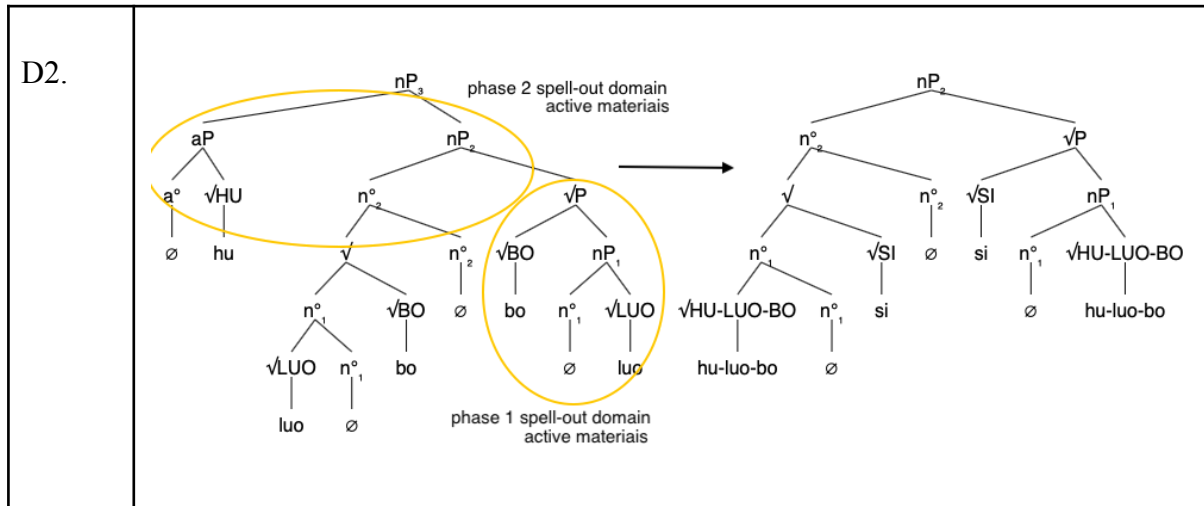 D2.
nP₃
phase 2 spell-out domain
active materiais
aP nP₂
a° √HU n°₂ √P
∅ hu √ n°₂ √BO nP₁
n°₁ √BO ∅ bo n°₁ √LUO
√LUO n°₁ bo ∅ luo
luo ∅
phase 1 spell-out domain
active materiais
nP₂
n°₂ √P
√ n°₂ √SI nP₁
n°₁ √SI ∅ si n°₁ √HU-LUO-BO
√HU-LUO-BO n°₁ si ∅ hu-luo-bo
hu-luo-bo ∅